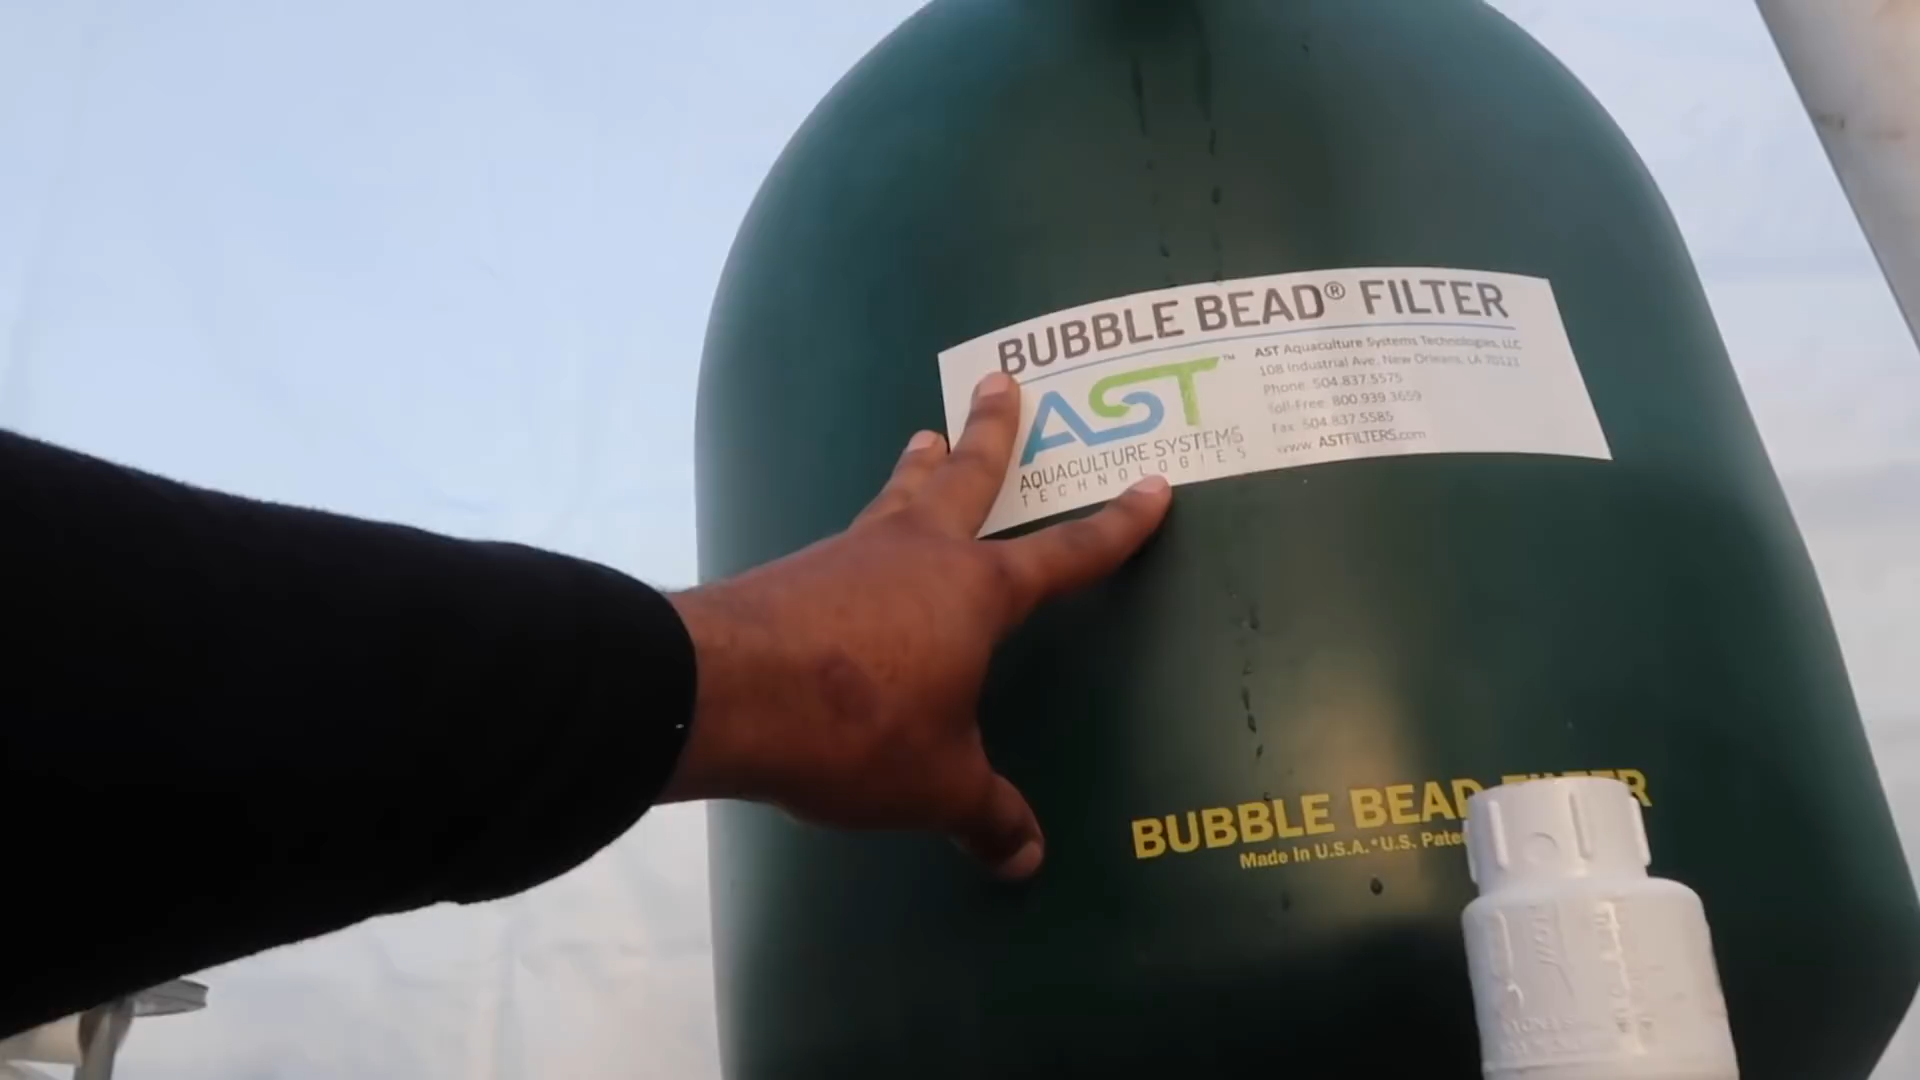 BUBBLE BEAD® FILTER
AST™
AQUACULTURE SYSTEMS
TECHNOLOGIES
AST Aquaculture Systems Technologies, LLC
108 Industrial Ave, New Orleans, LA 70121
Phone: 504.837.5575
Toll-Free: 800.939.3659
Fax: 504.837.5585
www.ASTFILTERS.com
BUBBLE BEAD FILTER
Made In U.S.A.*U.S.